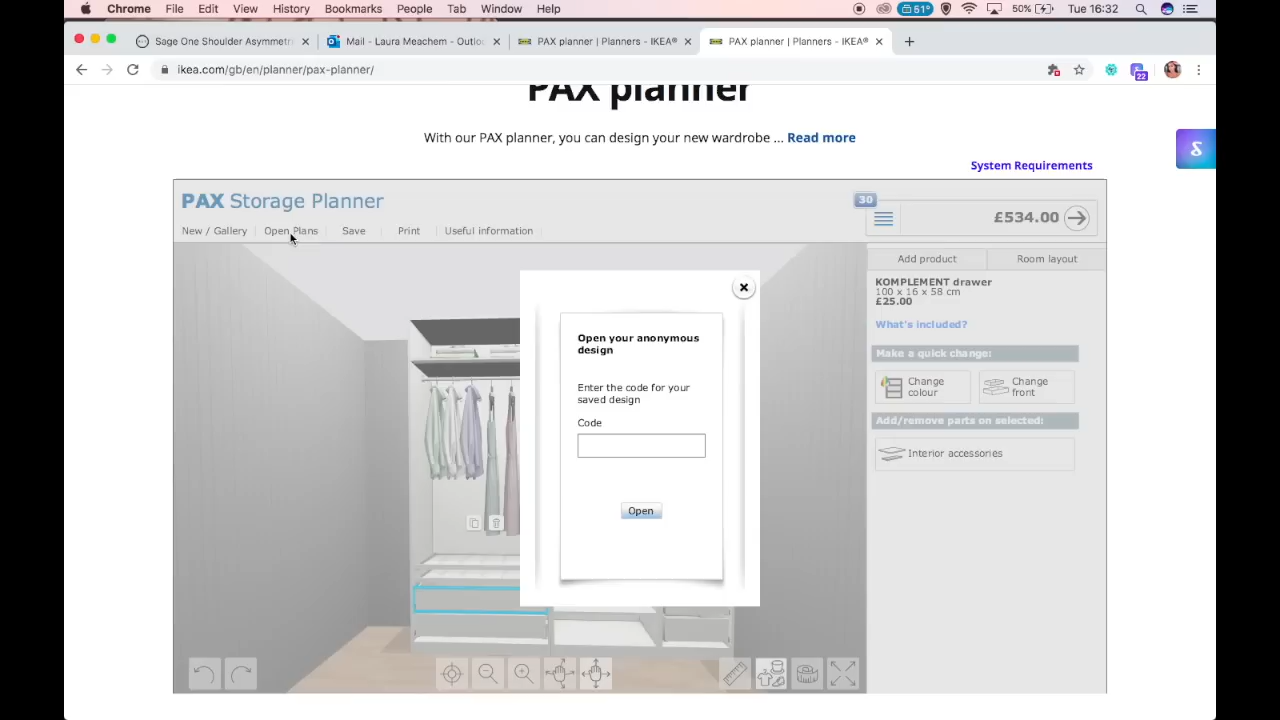 Chrome File Edit View History Bookmarks People Tab Window Help
51° 50% Tue 16:32
Sage One Shoulder Asymmetri
Mail - Laura Meachem - Outloo
PAX planner | Planners - IKEA®
PAX planner | Planners - IKEA®
ikea.com/gb/en/planner/pax-planner/
22
PAX planner
With our PAX planner, you can design your new wardrobe ... Read more
System Requirements
PAX Storage Planner
30
£534.00
New / Gallery Open Plans Save Print Useful information
Add product Room layout
KOMPLEMENT drawer
100 x 16 x 58 cm
£25.00
What's included?
Make a quick change:
Change colour
Change front
Add/remove parts on selected:
Interior accessories
Open your anonymous
design
Enter the code for your
saved design
Code
Open